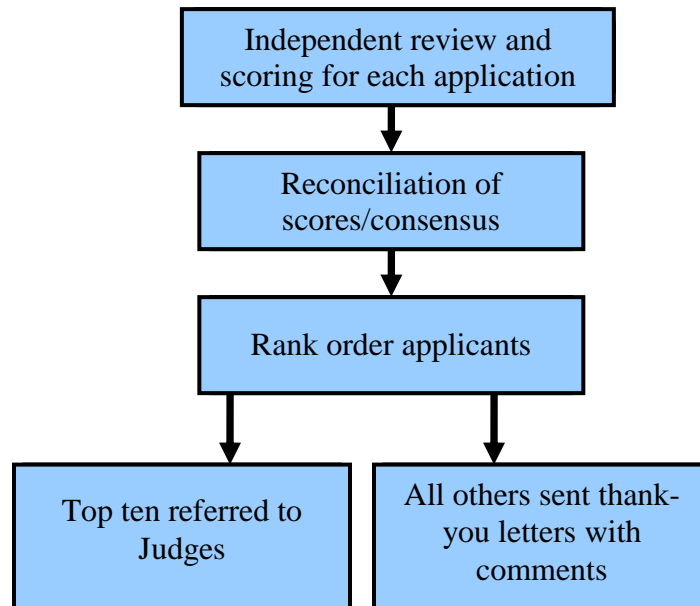 Independent review and
scoring for each application
Reconciliation of
scores/consensus
Rank order applicants
Top ten referred to
Judges
All others sent thank-
you letters with
comments